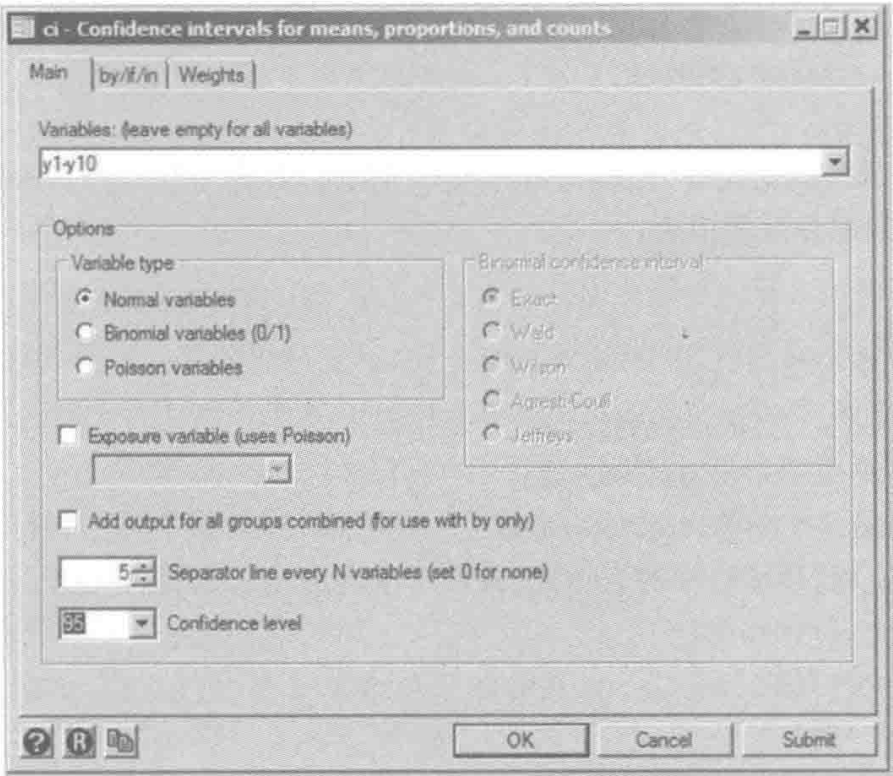 ci - Confidence intervals for means, proportions, and counts
Main by/if/in Weights
Variables: (leave empty for all variables)
y1-y10
Options
Variable type
Normal variables
Binomial variables (0/1)
Poisson variables
Binomial confidence interval
Exact
Wald
Wilson
Agresti-Coull
Jeffreys
Exposure variable (uses Poisson)
Add output for all groups combined (for use with by only)
5 Separator line every N variables (set 0 for none)
95 Confidence level
? R
OK Cancel Submit